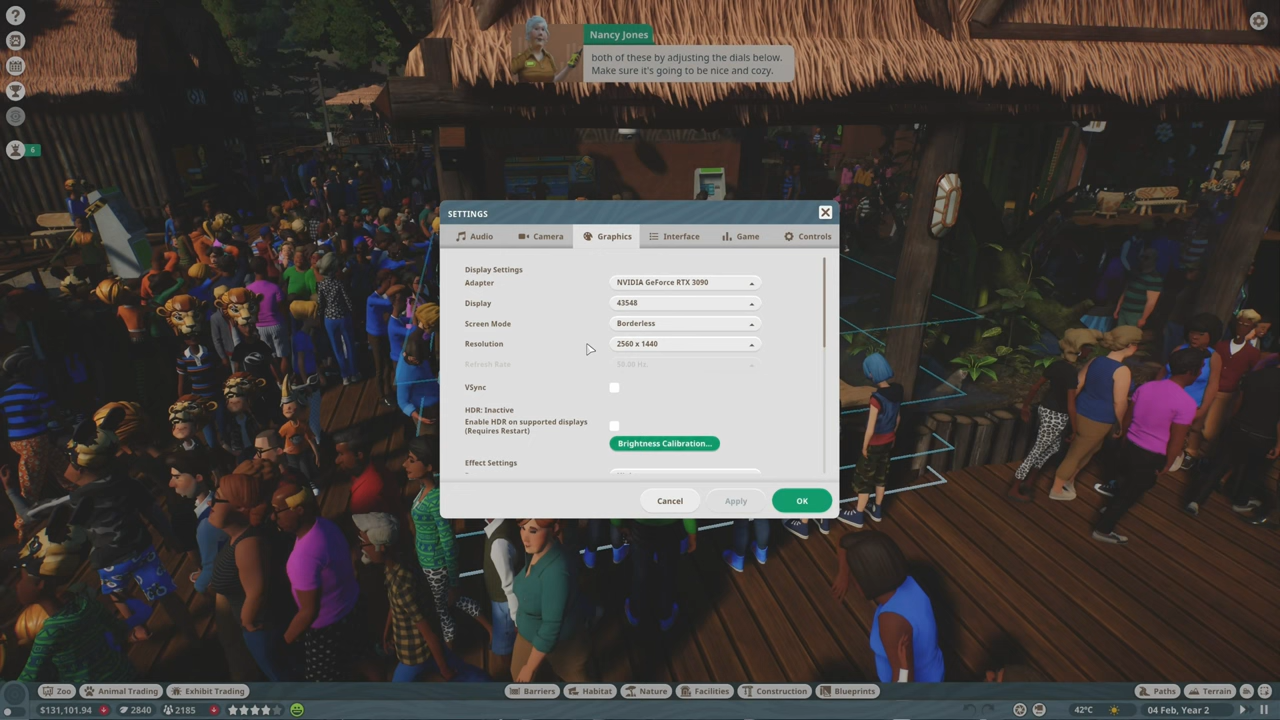 Nancy Jones
both of these by adjusting the dials below.
Make sure it's going to be nice and cozy.
6
SETTINGS
Audio Camera Graphics Interface Game Controls
Display Settings
Adapter NVIDIA GeForce RTX 3090
Display 43548
Screen Mode Borderless
Resolution 2560 x 1440
Refresh Rate
VSync
HDR: Inactive
Enable HDR on supported displays
(Requires Restart)
Brightness Calibration...
Effect Settings
Cancel Apply OK
Zoo Animal Trading Exhibit Trading Barriers Habitat Nature Facilities Construction Blueprints Paths Terrain
$131,101.94 2840 2185 42°C 04 Feb, Year 2